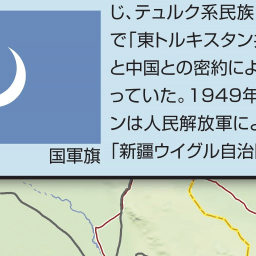 じ、テュルク系民族
で「東トルキスタン
と中国との密約によ
っていた。1949年
ンは人民解放軍によ
「新疆ウイグル自治
国軍旗